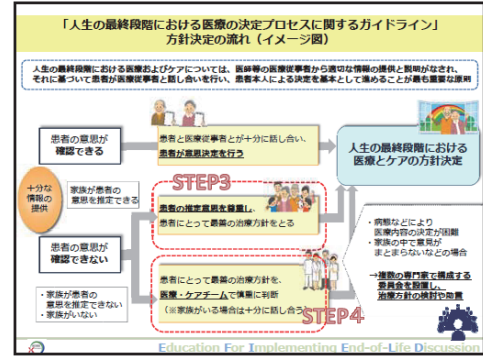 「人生の最終段階における医療の決定プロセスに関するガイドライン」
方針決定の流れ（イメージ図）
人生の最終段階における医療およびケアについては、医師等の医療従事者から適切な情報の提供と説明がなされ、
それに基づいて患者が医療従事者と話し合いを行い、患者本人による決定を基本として進めることが最も重要な原則
患者の意思が
確認できる
患者と医療従事者とが十分に話し合い、
患者が意思決定を行う
人生の最終段階における
医療とケアの方針決定
十分な
情報の
提供
家族が患者の
意思を推定できる
STEP3
患者の推定意思を尊重し、
患者にとって最善の治療方針をとる
患者の意思が
確認できない
・家族が患者の
意思を推定できない
・家族がいない
患者にとって最善の治療方針を、
医療・ケアチームで慎重に判断
（※家族がいる場合は十分に話し合う）
STEP4
・病態などにより
医療内容の決定が困難
・家族の中で意見が
まとまらないなどの場合
→複数の専門家で構成する
委員会を設置し、
治療方針の検討や助言
Education For Implementing End-of-Life Discussion